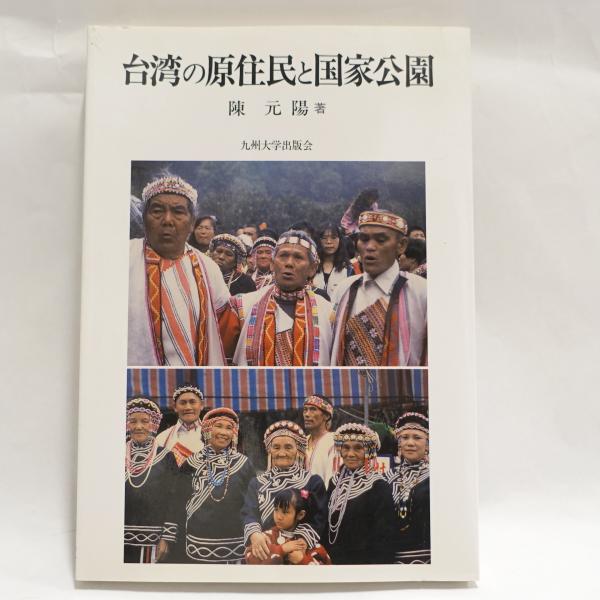 台湾の原住民と国家公園
陳 元陽 著
九州大学出版会